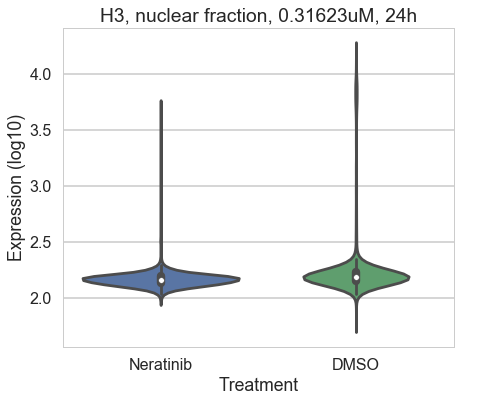 H3, nuclear fraction, 0.31623uM, 24h
Expression (log10)
4.0
3.5
3.0
2.5
2.0
Neratinib DMSO
Treatment